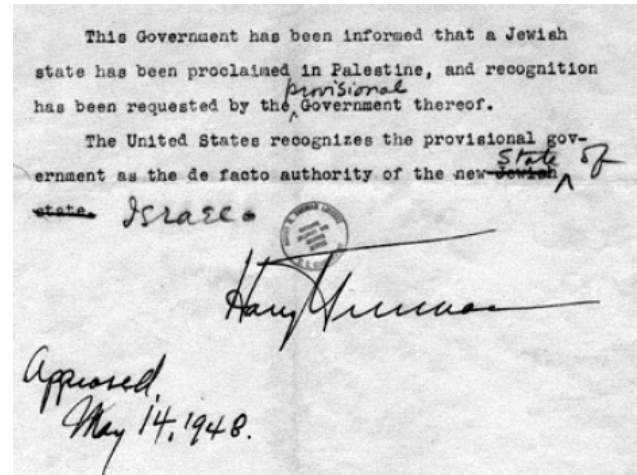 This Government has been informed that a Jewish
state has been proclaimed in Palestine, and recognition
provisional
has been requested by the Government thereof.
The United States recognizes the provisional gov-
State of
ernment as the de facto authority of the new Jewish
state. Israel.
Harry Truman
Approved,
May 14, 1948.